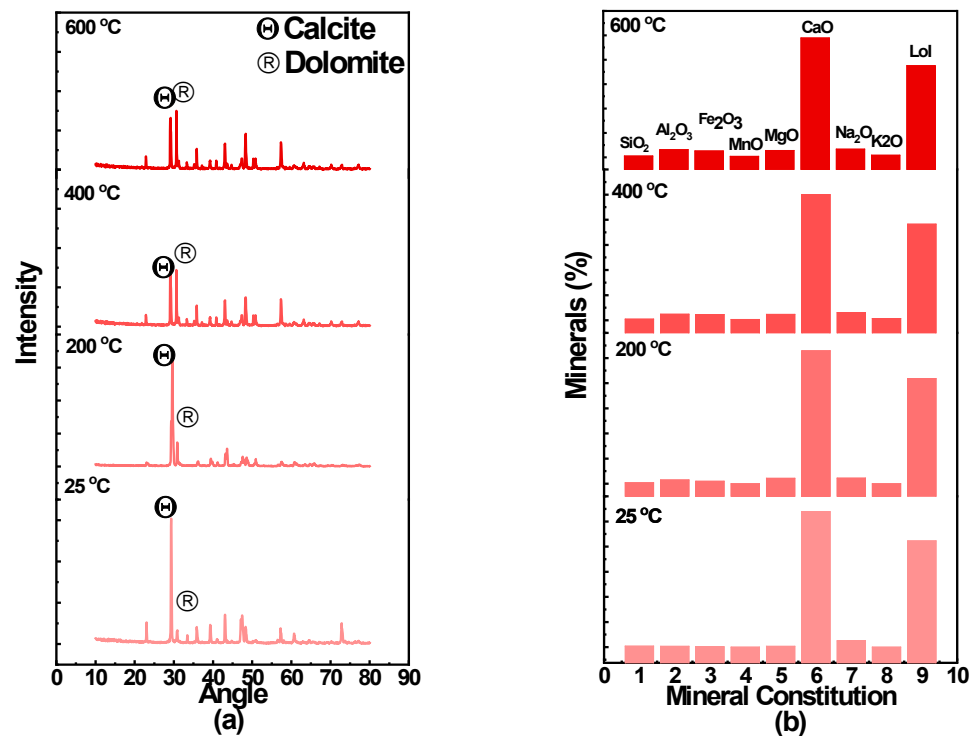 600 °C
Ⓗ Calcite
Ⓡ Dolomite
Ⓗ Ⓡ
400 °C
Ⓗ Ⓡ
200 °C
Ⓗ
Ⓡ
25 °C
Ⓗ
Ⓡ
Intensity
0 10 20 30 40 50 60 70 80 90
Angle
(a)
600 °C
CaO
LoI
SiO₂ Al₂O₃ Fe₂O₃ MnO MgO Na₂O K2O
400 °C
200 °C
25 °C
Minerals (%)
0 1 2 3 4 5 6 7 8 9 10
Mineral Constitution
(b)